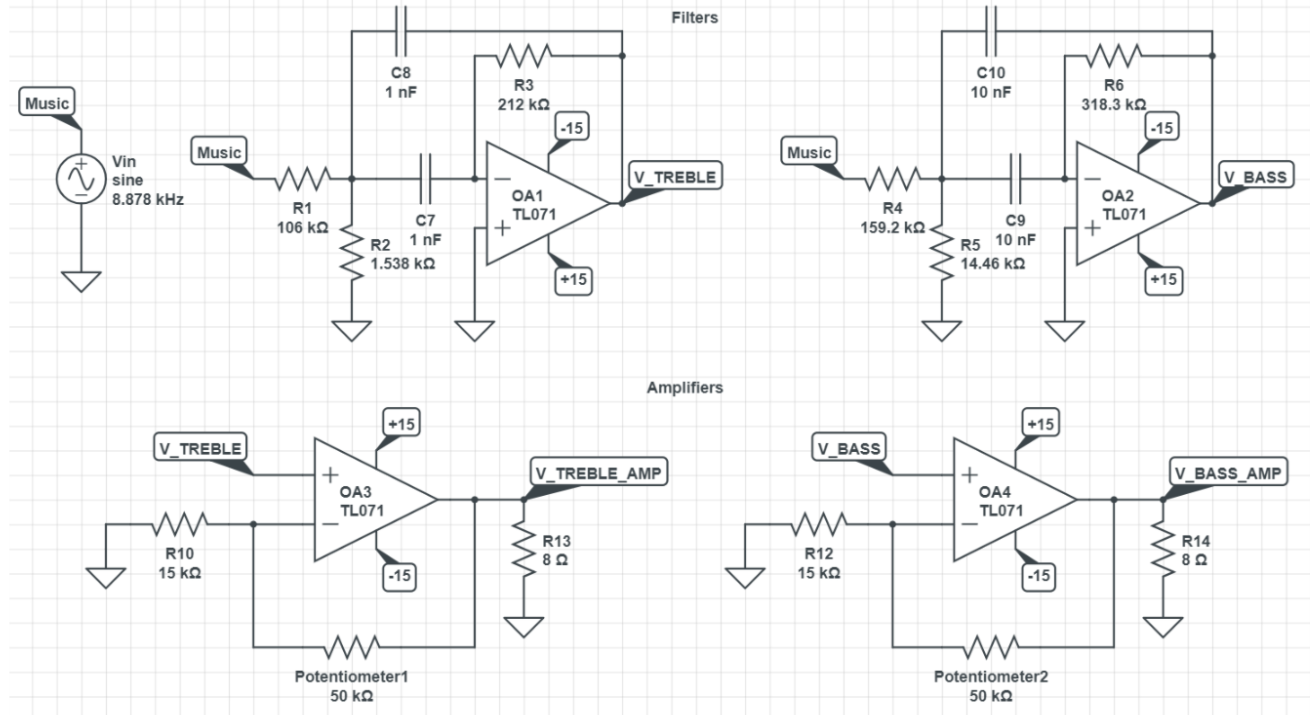 Filters
Music
Vin
sine
8.878 kHz
Music
R1
106 kΩ
C8
1 nF
R3
212 kΩ
R2
1.538 kΩ
C7
1 nF
-15
−
+
OA1
TL071
+15
V_TREBLE
Music
R4
159.2 kΩ
C10
10 nF
R6
318.3 kΩ
R5
14.46 kΩ
C9
10 nF
-15
−
+
OA2
TL071
+15
V_BASS
Amplifiers
V_TREBLE
+15
+
−
OA3
TL071
-15
R10
15 kΩ
V_TREBLE_AMP
R13
8 Ω
Potentiometer1
50 kΩ
V_BASS
+15
+
−
OA4
TL071
-15
R12
15 kΩ
V_BASS_AMP
R14
8 Ω
Potentiometer2
50 kΩ